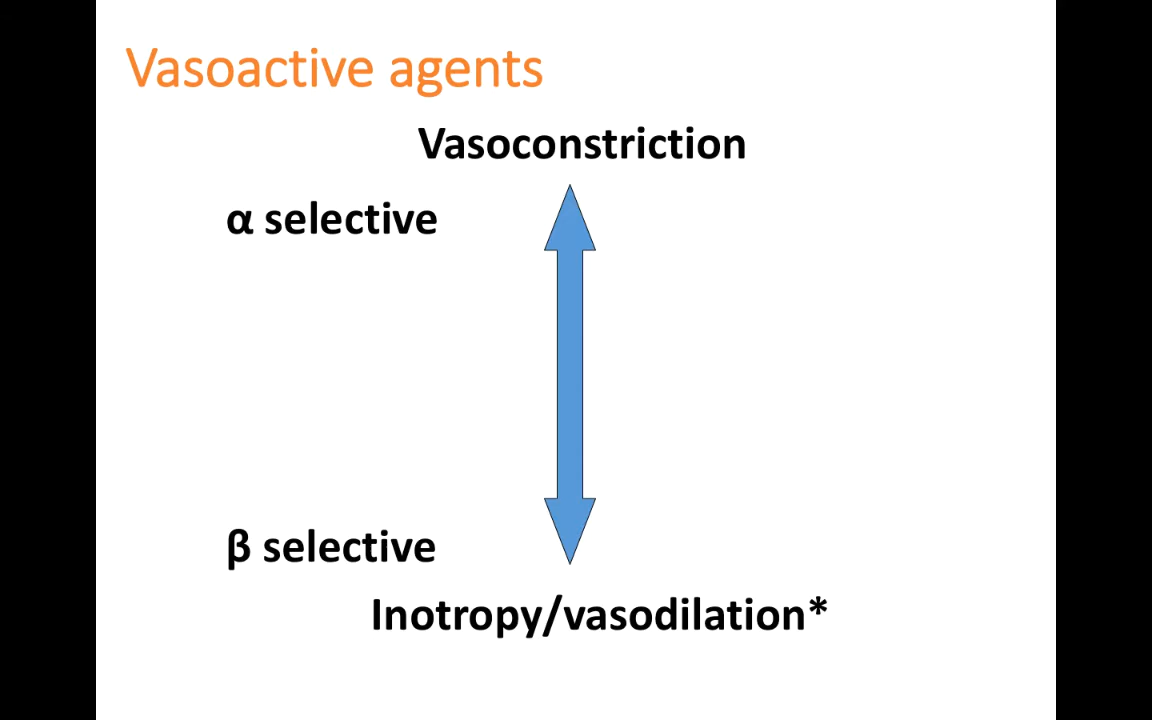 Vasoactive agents
Vasoconstriction
α selective
β selective
Inotropy/vasodilation*